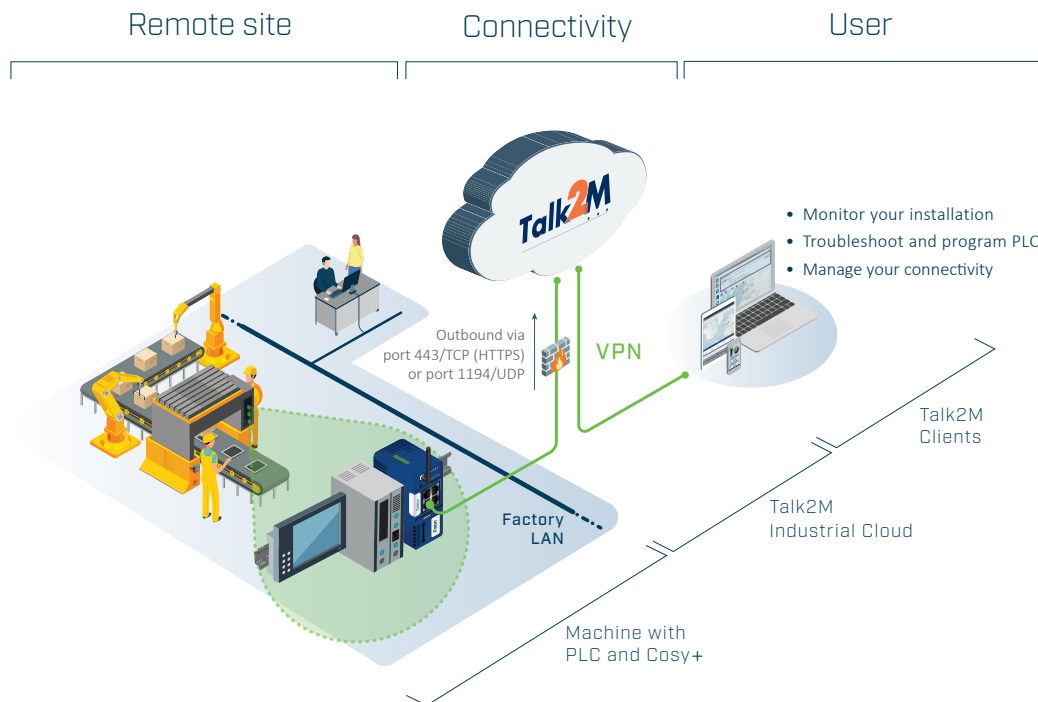 Remote site
Connectivity
User
Talk2M
• Monitor your installation
• Troubleshoot and program PLC
• Manage your connectivity
Outbound via
port 443/TCP (HTTPS)
or port 1194/UDP
VPN
Talk2M
Clients
Talk2M
Industrial Cloud
Factory
LAN
Machine with
PLC and Cosy+